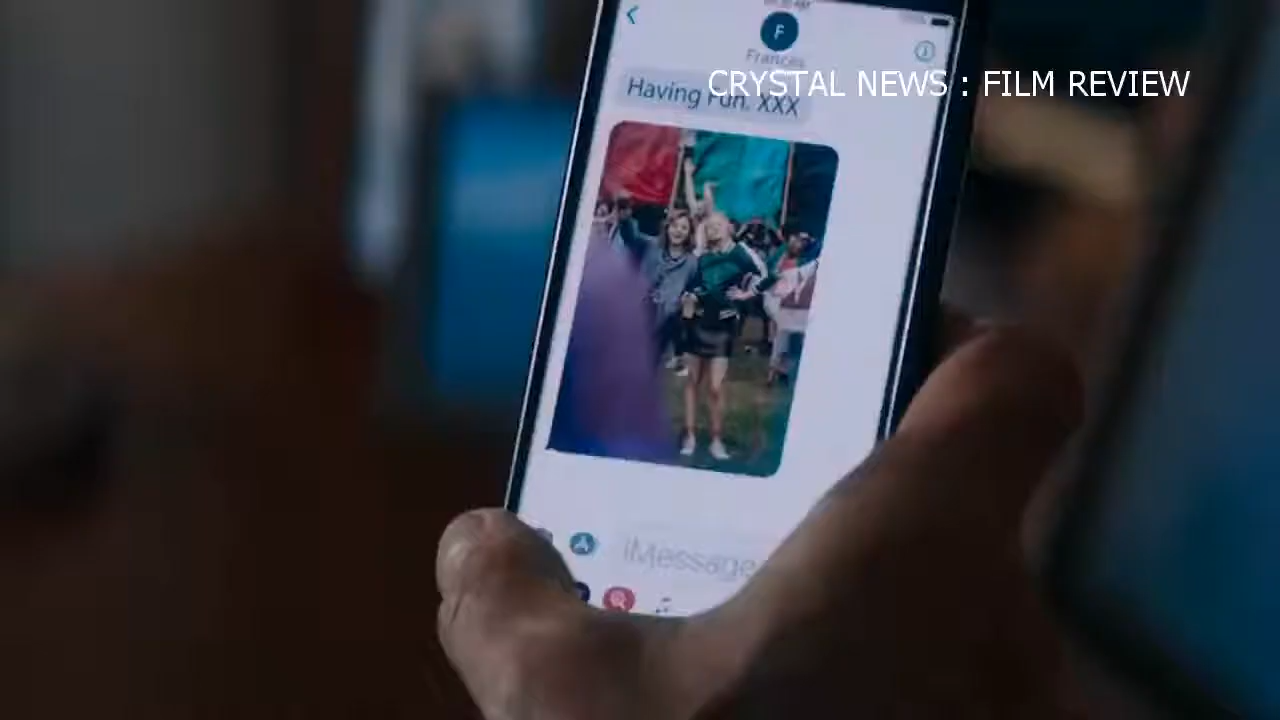 F
Frances
CRYSTAL NEWS : FILM REVIEW
Having Fun. XXX
iMessage